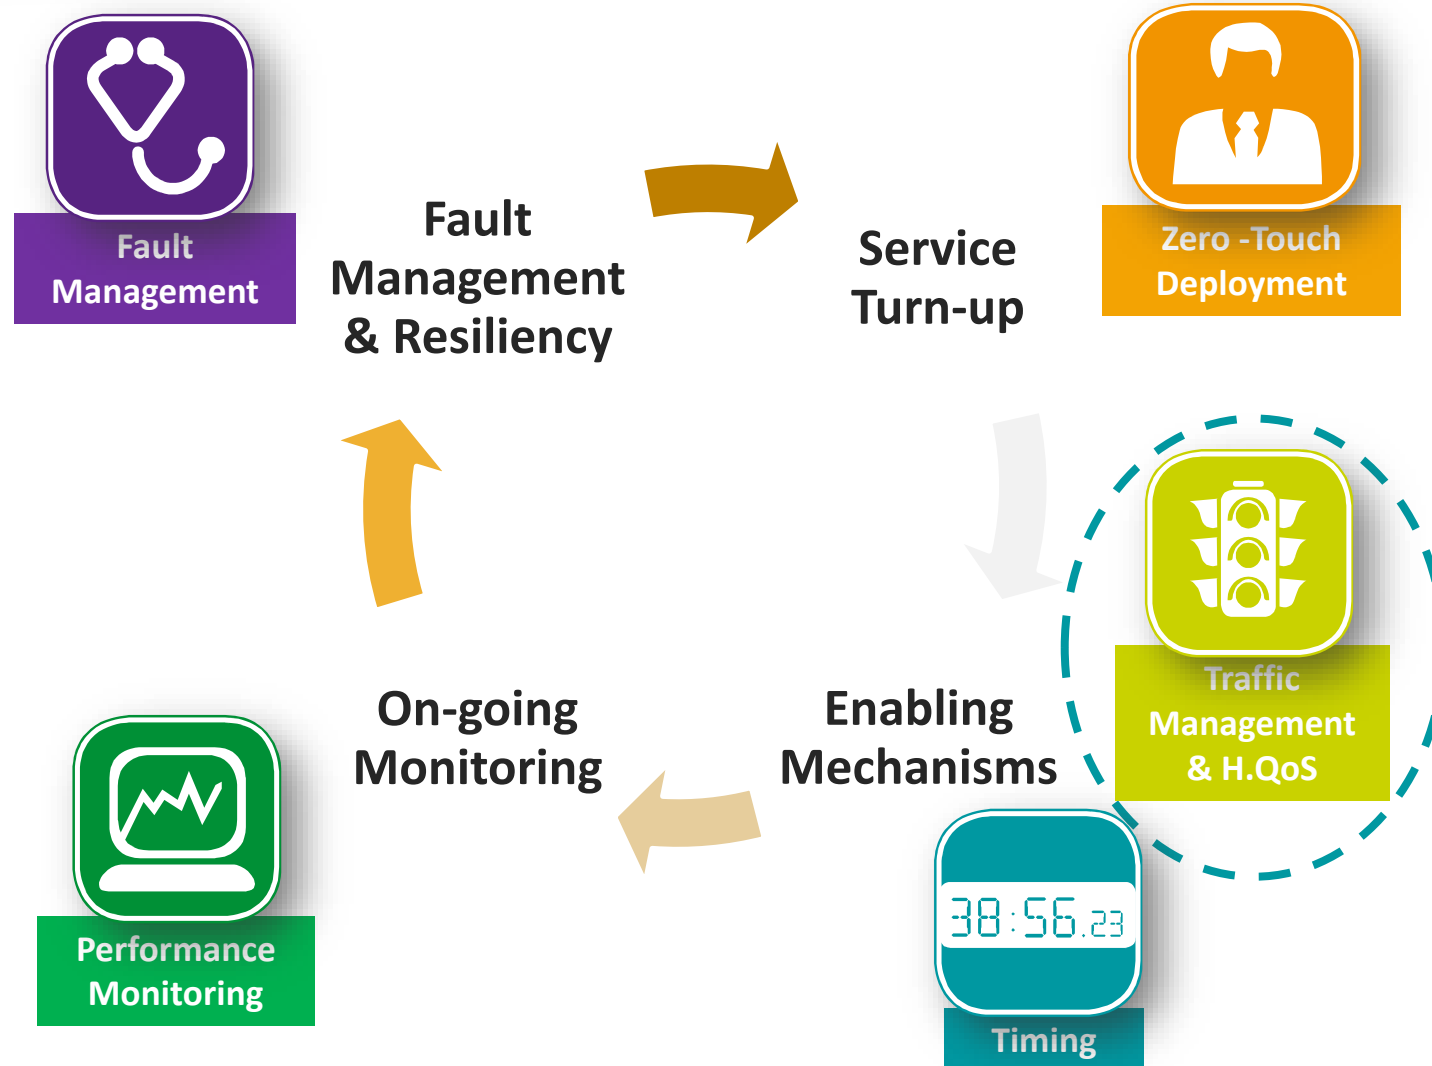 Fault
Management
Fault
Management
& Resiliency
Service
Turn-up
Zero -Touch
Deployment
Traffic
Management
& H.QoS
On-going
Monitoring
Enabling
Mechanisms
Performance
Monitoring
38:56.23
Timing